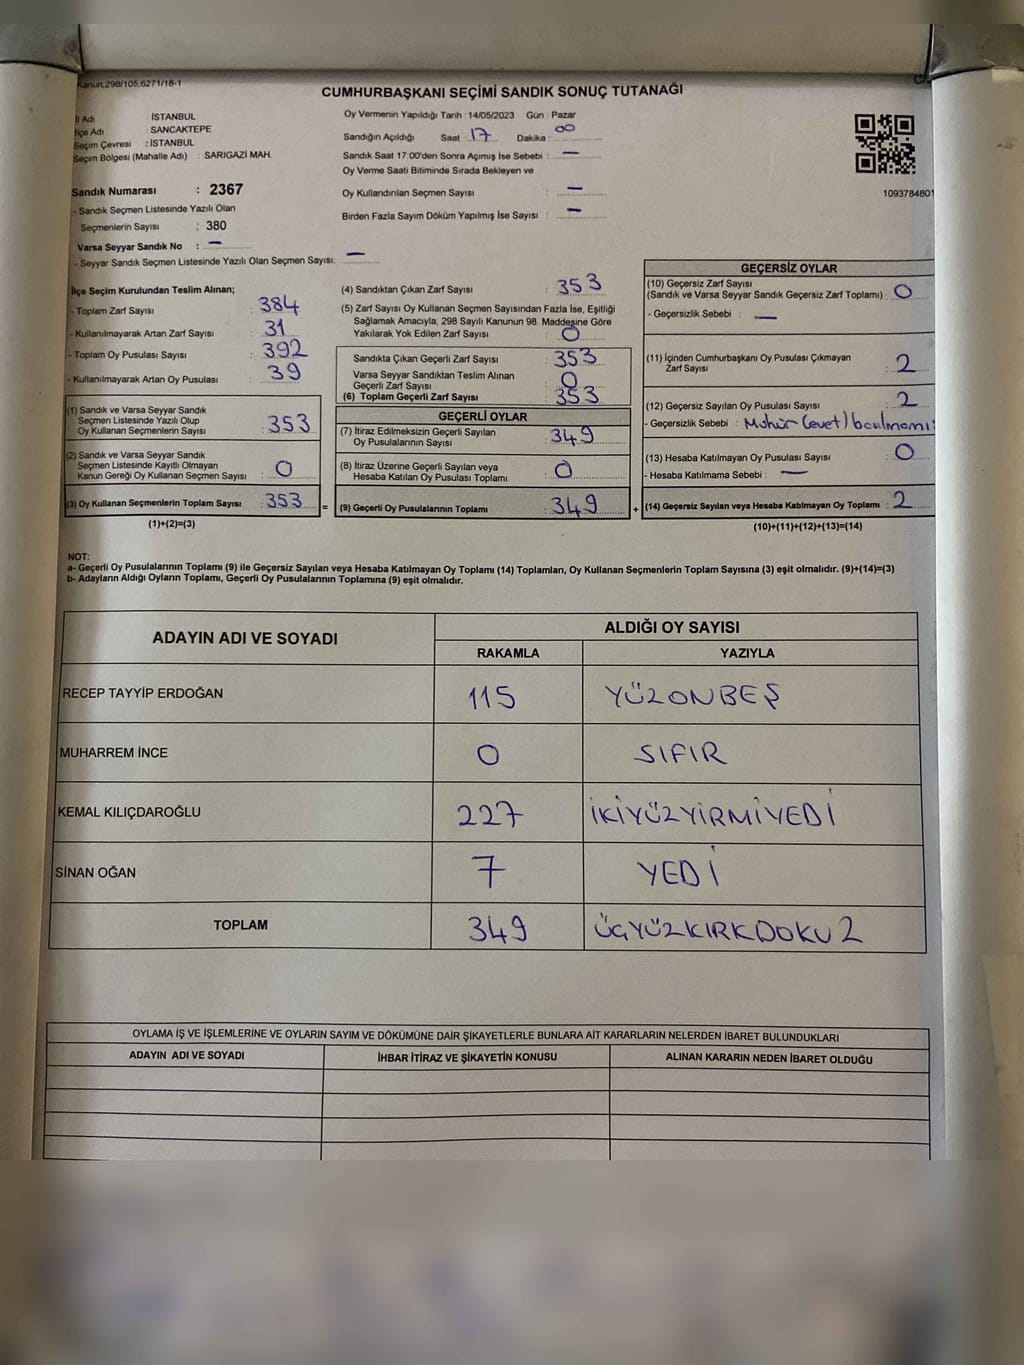 Kanun,298/105,6271/18-1
CUMHURBAŞKANI SEÇİMİ SANDIK SONUÇ TUTANAĞI
İl Adı : İSTANBUL
İlçe Adı : SANCAKTEPE
Seçim Çevresi : İSTANBUL
Seçim Bölgesi (Mahalle Adı) : SARIGAZİ MAH.
Sandık Numarası : 2367
- Sandık Seçmen Listesinde Yazılı Olan
Seçmenlerin Sayısı : 380
Varsa Seyyar Sandık No : —
- Seyyar Sandık Seçmen Listesinde Yazılı Olan Seçmen Sayısı: —
Oy Vermenin Yapıldığı Tarih : 14/05/2023 Gün : Pazar
Sandığın Açıldığı Saat : 17 Dakika : 00
Sandık Saat 17:00'den Sonra Açımış İse Sebebi : —
Oy Verme Saati Bitiminde Sırada Bekleyen ve
Oy Kullandırılan Seçmen Sayısı : —
Birden Fazla Sayım Döküm Yapılmış İse Sayısı : —
1093784801
İlçe Seçim Kurulundan Teslim Alınan;
- Toplam Zarf Sayısı : 384
- Kullanılmayarak Artan Zarf Sayısı : 31
- Toplam Oy Pusulası Sayısı : 392
- Kullanılmayarak Artan Oy Pusulası : 39
(1) Sandık ve Varsa Seyyar Sandık
Seçmen Listesinde Yazılı Olup
Oy Kullanan Seçmenlerin Sayısı : 353
(2) Sandık ve Varsa Seyyar Sandık
Seçmen Listesinde Kayıtlı Olmayan
Kanun Gereği Oy Kullanan Seçmen Sayısı : 0
(3) Oy Kullanan Seçmenlerin Toplam Sayısı : 353 =
(1)+(2)=(3)
(4) Sandıktan Çıkan Zarf Sayısı : 353
(5) Zarf Sayısı Oy Kullanan Seçmen Sayısından Fazla İse, Eşitliği
Sağlamak Amacıyla, 298 Sayılı Kanunun 98. Maddesine Göre
Yakılarak Yok Edilen Zarf Sayısı : 0
Sandıkta Çıkan Geçerli Zarf Sayısı : 353
Varsa Seyyar Sandıktan Teslim Alınan
Geçerli Zarf Sayısı : 0
(6) Toplam Geçerli Zarf Sayısı : 353
GEÇERLİ OYLAR
(7) İtiraz Edilmeksizin Geçerli Sayılan
Oy Pusulalarının Sayısı : 349
(8) İtiraz Üzerine Geçerli Sayılan veya
Hesaba Katılan Oy Pusulası Toplamı : 0
(9) Geçerli Oy Pusulalarının Toplamı : 349 +
GEÇERSİZ OYLAR
(10) Geçersiz Zarf Sayısı
(Sandık ve Varsa Seyyar Sandık Geçersiz Zarf Toplamı) : 0
- Geçersizlik Sebebi : —
(11) İçinden Cumhurbaşkanı Oy Pusulası Çıkmayan
Zarf Sayısı : 2
(12) Geçersiz Sayılan Oy Pusulası Sayısı : 2
- Geçersizlik Sebebi : Mühür (evet)
(13) Hesaba Katılmayan Oy Pusulası Sayısı : 0
- Hesaba Katılmama Sebebi : —
(14) Geçersiz Sayılan veya Hesaba Katılmayan Oy Toplamı : 2
(10)+(11)+(12)+(13)=(14)
NOT:
a- Geçerli Oy Pusulalarının Toplamı (9) ile Geçersiz Sayılan veya Hesaba Katılmayan Oy Toplamı (14) Toplamları, Oy Kullanan Seçmenlerin Toplam Sayısına (3) eşit olmalıdır. (9)+(14)=(3)
b- Adayların Aldığı Oyların Toplamı, Geçerli Oy Pusulalarının Toplamına (9) eşit olmalıdır.
ADAYIN ADI VE SOYADI
ALDIĞI OY SAYISI
RAKAMLA YAZIYLA
RECEP TAYYİP ERDOĞAN 115 YÜZONBEŞ
MUHARREM İNCE 0 SIFIR
KEMAL KILIÇDAROĞLU 227 İKİYÜZYİRMİYEDİ
SİNAN OĞAN 7 YEDİ
TOPLAM 349 ÜÇYÜZKIRKDOKUZ
OYLAMA İŞ VE İŞLEMLERİNE VE OYLARIN SAYIM VE DÖKÜMÜNE DAİR ŞİKAYETLERLE BUNLARA AİT KARARLARIN NELERDEN İBARET BULUNDUKLARI
ADAYIN ADI VE SOYADI İHBAR İTİRAZ VE ŞİKAYETİN KONUSU ALINAN KARARIN NEDEN İBARET OLDUĞU